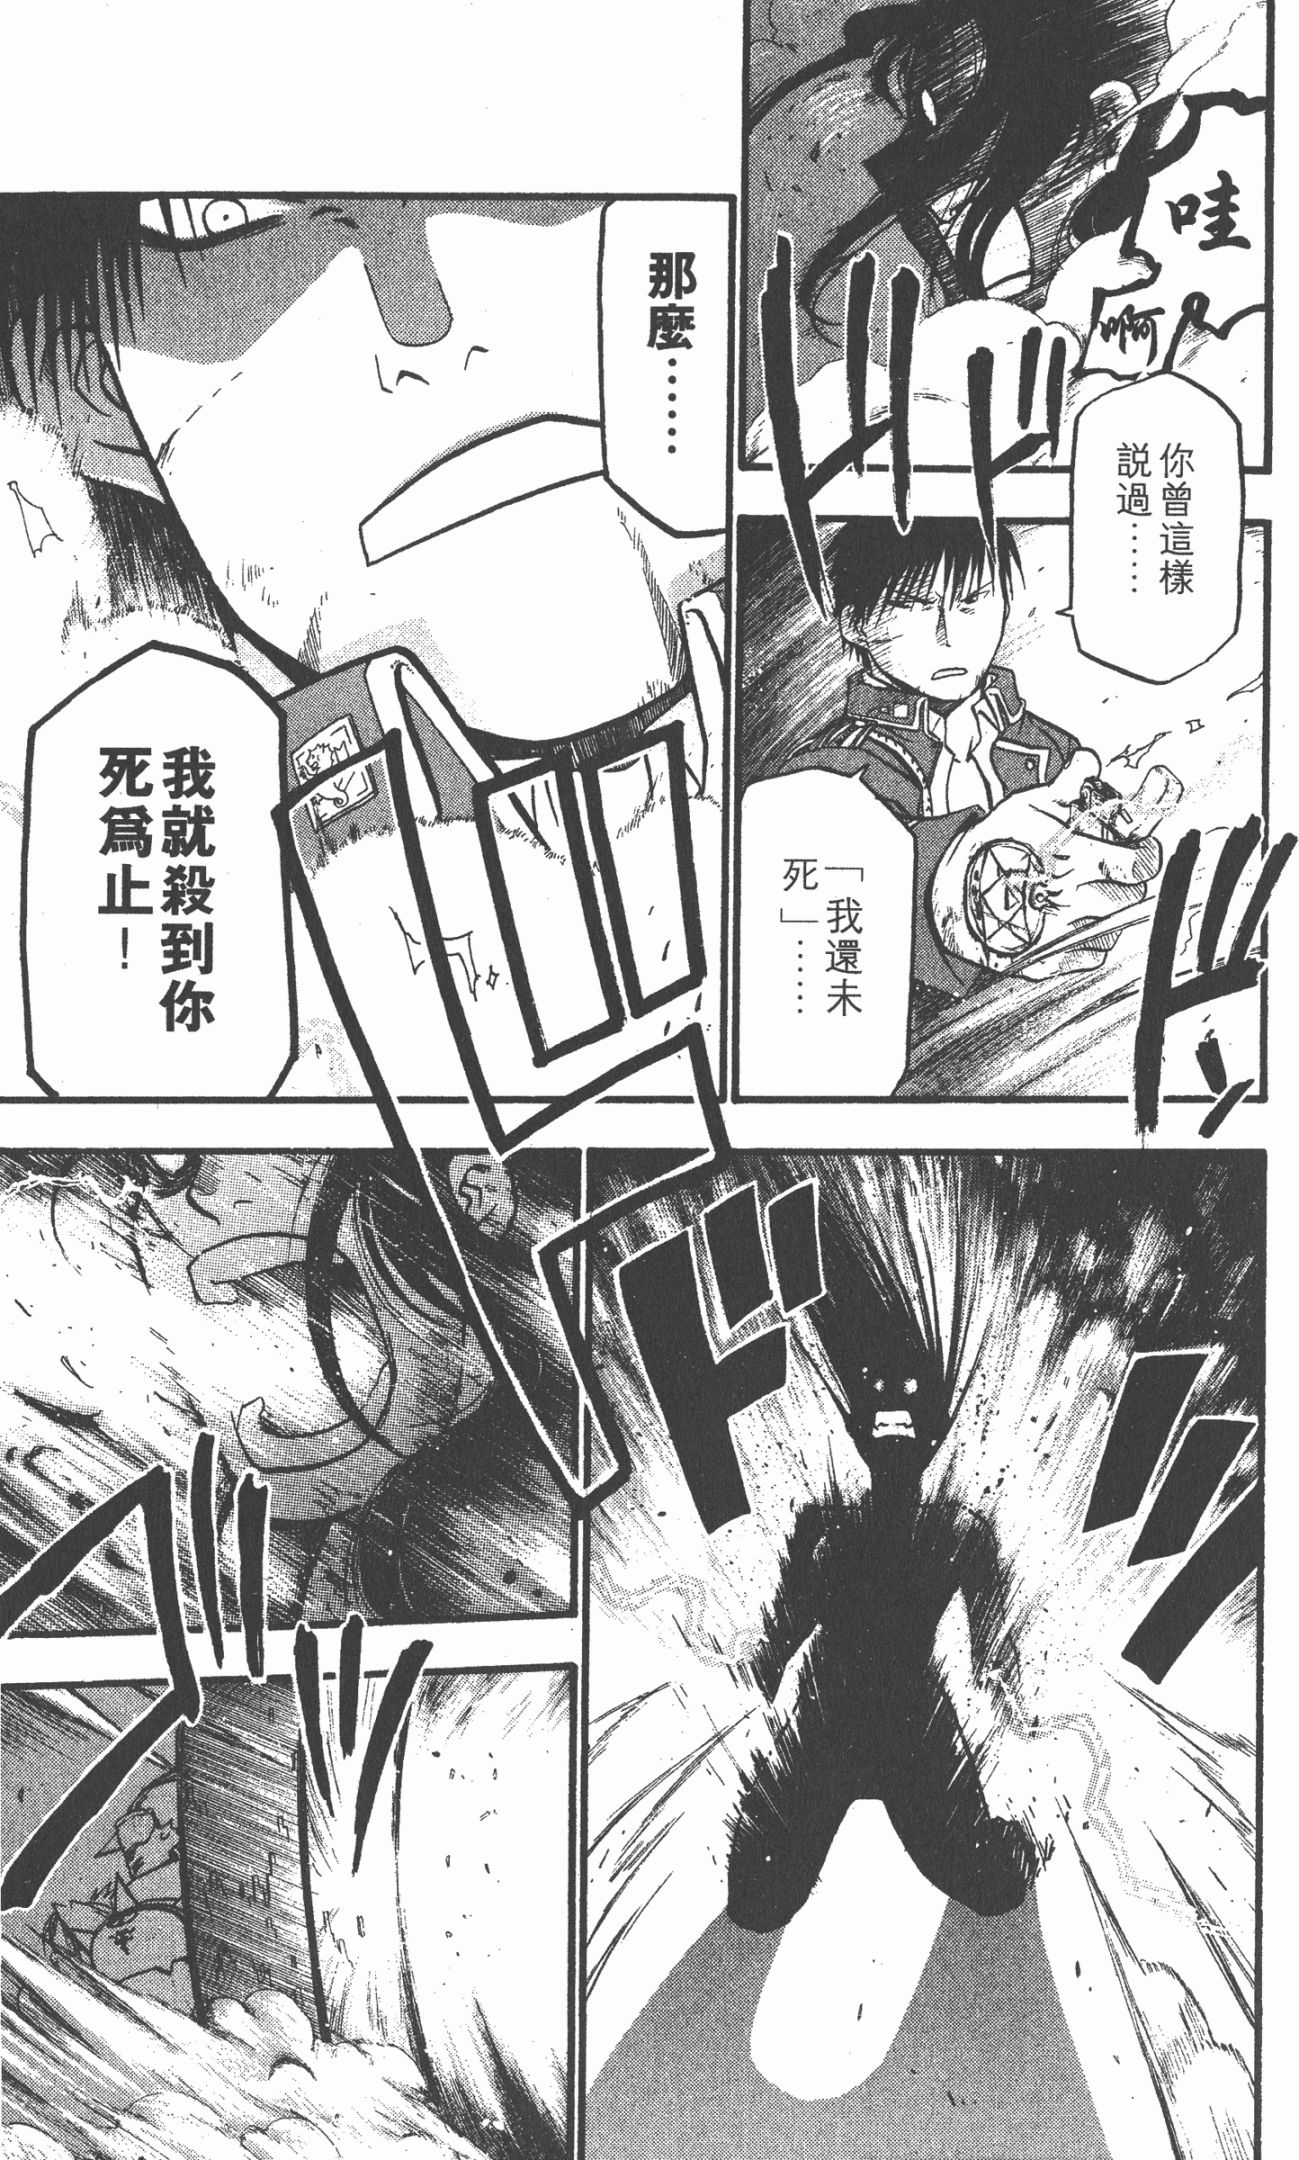 哇
啊
你曾這樣
說過……
「我還未
死」……
那麼……
我就殺到你
死為止！